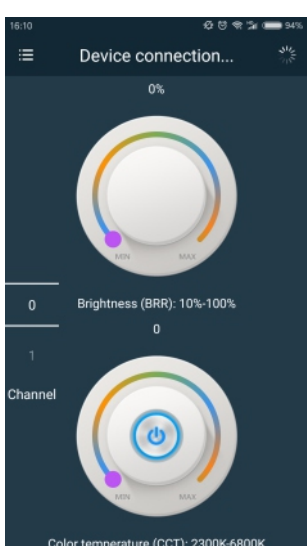 16:10
94%
Device connection...
0%
MIN
MAX
0
Brightness (BRR): 10%-100%
0
1
Channel
MIN
MAX
Color temperature (CCT): 2300K-6800K